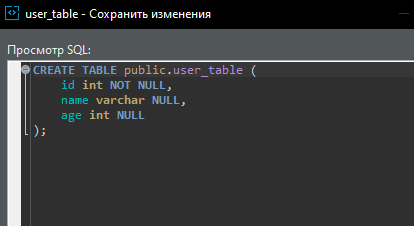 user_table - Сохранить изменения
Просмотр SQL:
CREATE TABLE public.user_table (
    id int NOT NULL,
    name varchar NULL,
    age int NULL
);